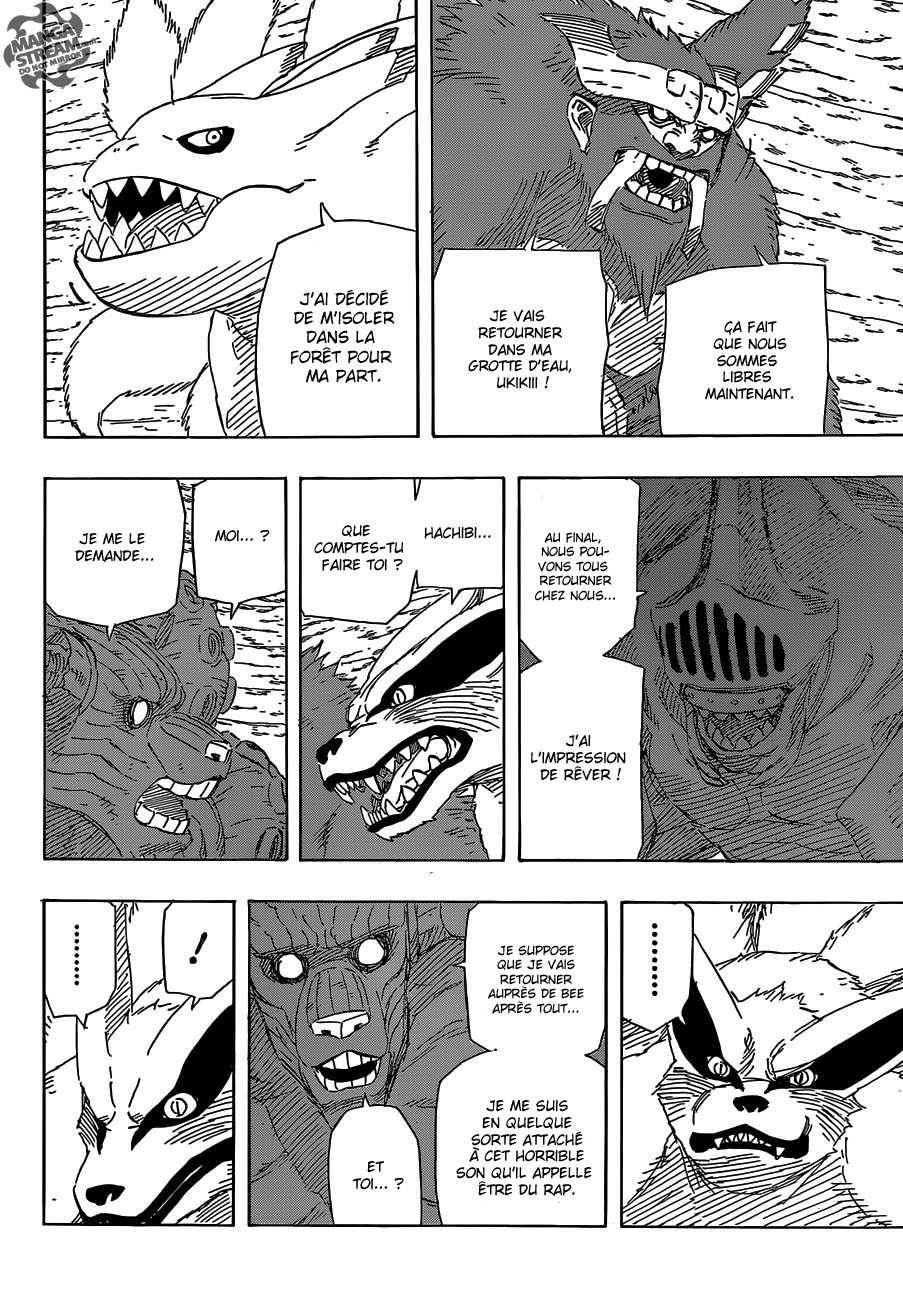 MANGA
STREAM.com
DO NOT MIRROR
ÇA FAIT
QUE NOUS
SOMMES
LIBRES
MAINTENANT.
JE VAIS
RETOURNER
DANS MA
GROTTE D'EAU,
UKIKIII !
J'AI DÉCIDÉ
DE M'ISOLER
DANS LA
FORÊT POUR
MA PART.
AU FINAL,
NOUS POU-
VONS TOUS
RETOURNER
CHEZ NOUS...
J'AI
L'IMPRESSION
DE RÊVER !
HACHIBI...
QUE
COMPTES-TU
FAIRE TOI ?
MOI... ?
JE ME LE
DEMANDE...
........
JE SUPPOSE
QUE JE VAIS
RETOURNER
AUPRÈS DE BEE
APRÈS TOUT...
JE ME SUIS
EN QUELQUE
SORTE ATTACHÉ
À CET HORRIBLE
SON QU'IL APPELLE
ÊTRE DU RAP.
ET
TOI... ?
!
........